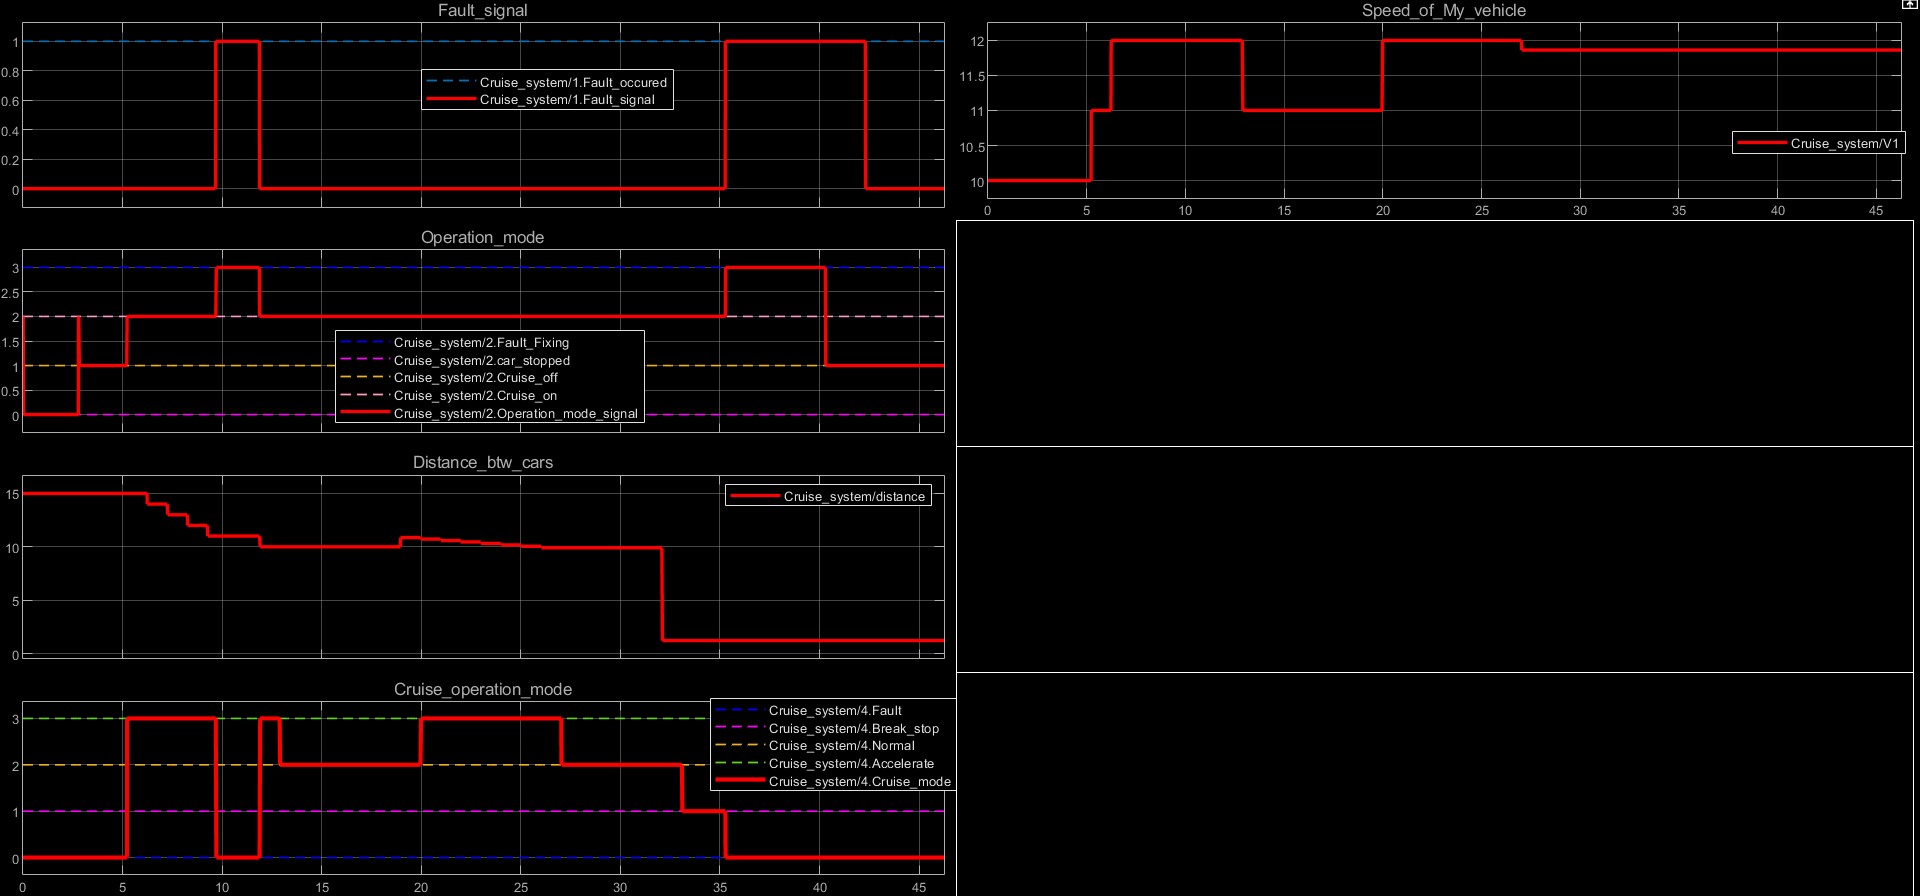 Fault_signal
1
0.8
0.6
0.4
0.2
0
Cruise_system/1.Fault_occured
Cruise_system/1.Fault_signal
Operation_mode
3
2.5
2
1.5
1
0.5
0
Cruise_system/2.Fault_Fixing
Cruise_system/2.car_stopped
Cruise_system/2.Cruise_off
Cruise_system/2.Cruise_on
Cruise_system/2.Operation_mode_signal
Distance_btw_cars
15
10
5
0
Cruise_system/distance
Cruise_operation_mode
3
2
1
0
Cruise_system/4.Fault
Cruise_system/4.Break_stop
Cruise_system/4.Normal
Cruise_system/4.Accelerate
Cruise_system/4.Cruise_mode
0 5 10 15 20 25 30 35 40 45
Speed_of_My_vehicle
12
11.5
11
10.5
10
Cruise_system/V1
0 5 10 15 20 25 30 35 40 45